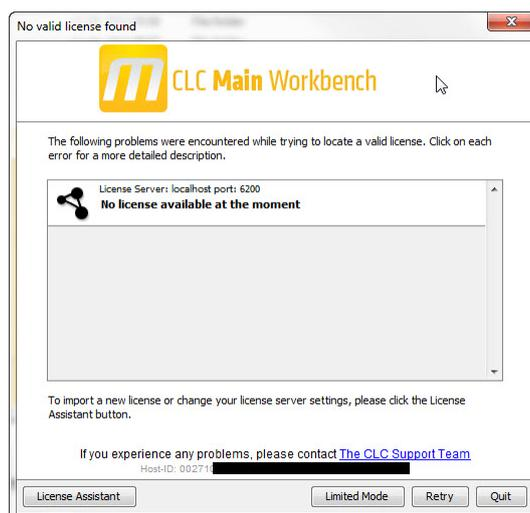 No valid license found
CLC Main Workbench
The following problems were encountered while trying to locate a valid license. Click on each
error for a more detailed description.
License Server: localhost port: 6200
No license available at the moment
To import a new license or change your license server settings, please click the License
Assistant button.
If you experience any problems, please contact The CLC Support Team
Host-ID: 002710
License Assistant
Limited Mode
Retry
Quit